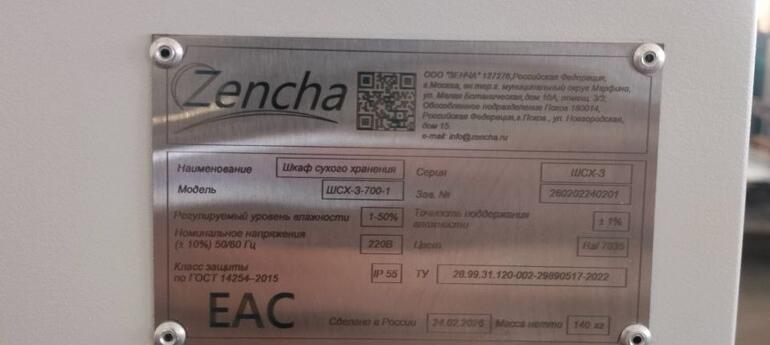 Zencha
ООО "ЗЕНЧА" 127276, Российская Федерация,
г.Москва, вн.тер.г. муниципальный округ Марфино,
ул. Малая Ботаническая, дом 10А, помещ. 3/2;
Обособленное подразделение Псков 180014,
Российская Федерация, г.Псков, ул. Новгородская,
дом 15.
e-mail: info@zencha.ru
Наименование Шкаф сухого хранения Серия ШСХ-3
Модель ШСХ-3-700-1 Зав. № 260202240201
Регулируемый уровень влажности 1-50% Точность поддержания влажности ± 1%
Номинальное напряжения
(± 10%) 50/60 Гц 220В Цвет Ral 7035
Класс защиты
по ГОСТ 14254-2015 IP 55 ТУ 28.99.31.120-002-29890517-2022
EAC Сделано в России 24.02.2026 Масса нетто 140 кг